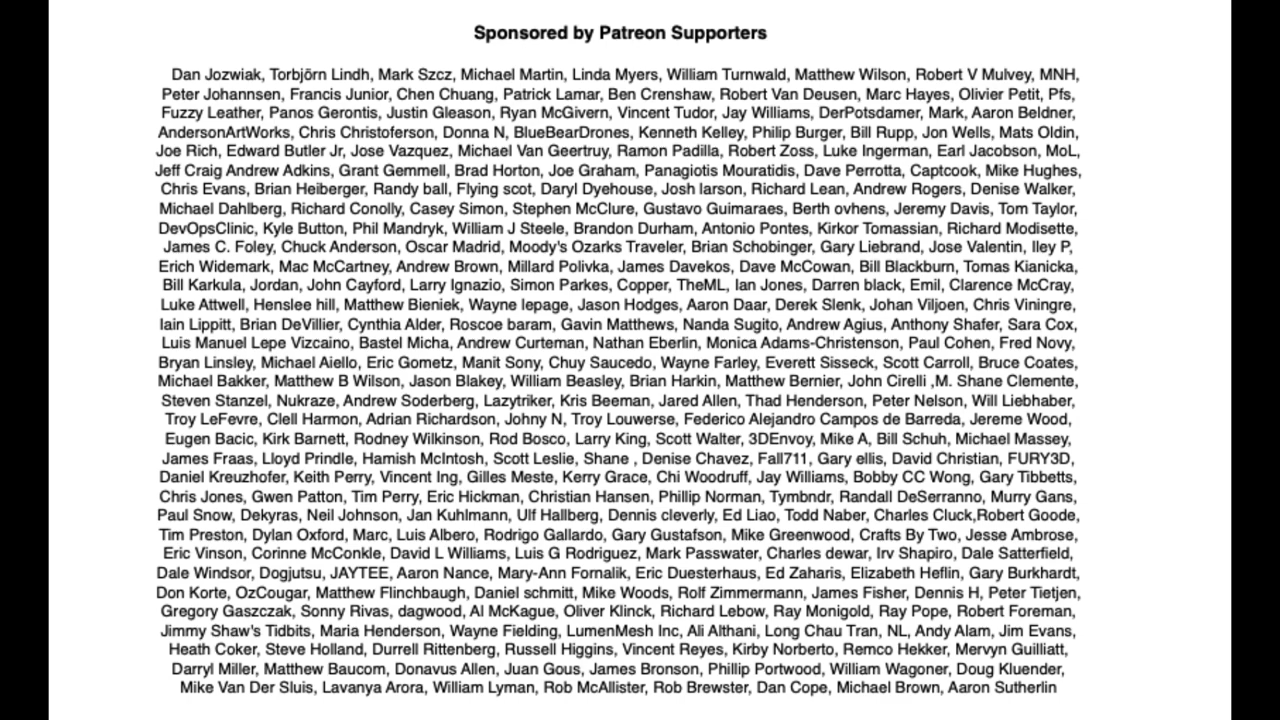 Sponsored by Patreon Supporters
Dan Jozwiak, Torbjörn Lindh, Mark Szcz, Michael Martin, Linda Myers, William Turnwald, Matthew Wilson, Robert V Mulvey, MNH,
Peter Johannsen, Francis Junior, Chen Chuang, Patrick Lamar, Ben Crenshaw, Robert Van Deusen, Marc Hayes, Olivier Petit, Pfs,
Fuzzy Leather, Panos Gerontis, Justin Gleason, Ryan McGivern, Vincent Tudor, Jay Williams, DerPotsdamer, Mark, Aaron Beldner,
AndersonArtWorks, Chris Christoferson, Donna N, BlueBearDrones, Kenneth Kelley, Philip Burger, Bill Rupp, Jon Wells, Mats Oldin,
Joe Rich, Edward Butler Jr, Jose Vazquez, Michael Van Geertruy, Ramon Padilla, Robert Zoss, Luke Ingerman, Earl Jacobson, MoL,
Jeff Craig Andrew Adkins, Grant Gemmell, Brad Horton, Joe Graham, Panagiotis Mouratidis, Dave Perrotta, Captcook, Mike Hughes,
Chris Evans, Brian Heiberger, Randy ball, Flying scot, Daryl Dyehouse, Josh larson, Richard Lean, Andrew Rogers, Denise Walker,
Michael Dahlberg, Richard Conolly, Casey Simon, Stephen McClure, Gustavo Guimaraes, Berth ovhens, Jeremy Davis, Tom Taylor,
DevOpsClinic, Kyle Button, Phil Mandryk, William J Steele, Brandon Durham, Antonio Pontes, Kirkor Tomassian, Richard Modisette,
James C. Foley, Chuck Anderson, Oscar Madrid, Moody's Ozarks Traveler, Brian Schobinger, Gary Liebrand, Jose Valentin, Iley P,
Erich Widemark, Mac McCartney, Andrew Brown, Millard Polivka, James Davekos, Dave McCowan, Bill Blackburn, Tomas Kianicka,
Bill Karkula, Jordan, John Cayford, Larry Ignazio, Simon Parkes, Copper, TheML, Ian Jones, Darren black, Emil, Clarence McCray,
Luke Attwell, Henslee hill, Matthew Bieniek, Wayne lepage, Jason Hodges, Aaron Daar, Derek Slenk, Johan Viljoen, Chris Viningre,
Iain Lippitt, Brian DeVillier, Cynthia Alder, Roscoe baram, Gavin Matthews, Nanda Sugito, Andrew Agius, Anthony Shafer, Sara Cox,
Luis Manuel Lepe Vizcaino, Bastel Micha, Andrew Curteman, Nathan Eberlin, Monica Adams-Christenson, Paul Cohen, Fred Novy,
Bryan Linsley, Michael Aiello, Eric Gometz, Manit Sony, Chuy Saucedo, Wayne Farley, Everett Sisseck, Scott Carroll, Bruce Coates,
Michael Bakker, Matthew B Wilson, Jason Blakey, William Beasley, Brian Harkin, Matthew Bernier, John Cirelli ,M. Shane Clemente,
Steven Stanzel, Nukraze, Andrew Soderberg, Lazytriker, Kris Beeman, Jared Allen, Thad Henderson, Peter Nelson, Will Liebhaber,
Troy LeFevre, Clell Harmon, Adrian Richardson, Johny N, Troy Louwerse, Federico Alejandro Campos de Barreda, Jereme Wood,
Eugen Bacic, Kirk Barnett, Rodney Wilkinson, Rod Bosco, Larry King, Scott Walter, 3DEnvoy, Mike A, Bill Schuh, Michael Massey,
James Fraas, Lloyd Prindle, Hamish McIntosh, Scott Leslie, Shane , Denise Chavez, Fall711, Gary ellis, David Christian, FURY3D,
Daniel Kreuzhofer, Keith Perry, Vincent Ing, Gilles Meste, Kerry Grace, Chi Woodruff, Jay Williams, Bobby CC Wong, Gary Tibbetts,
Chris Jones, Gwen Patton, Tim Perry, Eric Hickman, Christian Hansen, Phillip Norman, Tymbndr, Randall DeSerranno, Murry Gans,
Paul Snow, Dekyras, Neil Johnson, Jan Kuhlmann, Ulf Hallberg, Dennis cleverly, Ed Liao, Todd Naber, Charles Cluck,Robert Goode,
Tim Preston, Dylan Oxford, Marc, Luis Albero, Rodrigo Gallardo, Gary Gustafson, Mike Greenwood, Crafts By Two, Jesse Ambrose,
Eric Vinson, Corinne McConkle, David L Williams, Luis G Rodriguez, Mark Passwater, Charles dewar, Irv Shapiro, Dale Satterfield,
Dale Windsor, Dogjutsu, JAYTEE, Aaron Nance, Mary-Ann Fornalik, Eric Duesterhaus, Ed Zaharis, Elizabeth Heflin, Gary Burkhardt,
Don Korte, OzCougar, Matthew Flinchbaugh, Daniel schmitt, Mike Woods, Rolf Zimmermann, James Fisher, Dennis H, Peter Tietjen,
Gregory Gaszczak, Sonny Rivas, dagwood, Al McKague, Oliver Klinck, Richard Lebow, Ray Monigold, Ray Pope, Robert Foreman,
Jimmy Shaw's Tidbits, Maria Henderson, Wayne Fielding, LumenMesh Inc, Ali Althani, Long Chau Tran, NL, Andy Alam, Jim Evans,
Heath Coker, Steve Holland, Durrell Rittenberg, Russell Higgins, Vincent Reyes, Kirby Norberto, Remco Hekker, Mervyn Guilliatt,
Darryl Miller, Matthew Baucom, Donavus Allen, Juan Gous, James Bronson, Phillip Portwood, William Wagoner, Doug Kluender,
Mike Van Der Sluis, Lavanya Arora, William Lyman, Rob McAllister, Rob Brewster, Dan Cope, Michael Brown, Aaron Sutherlin